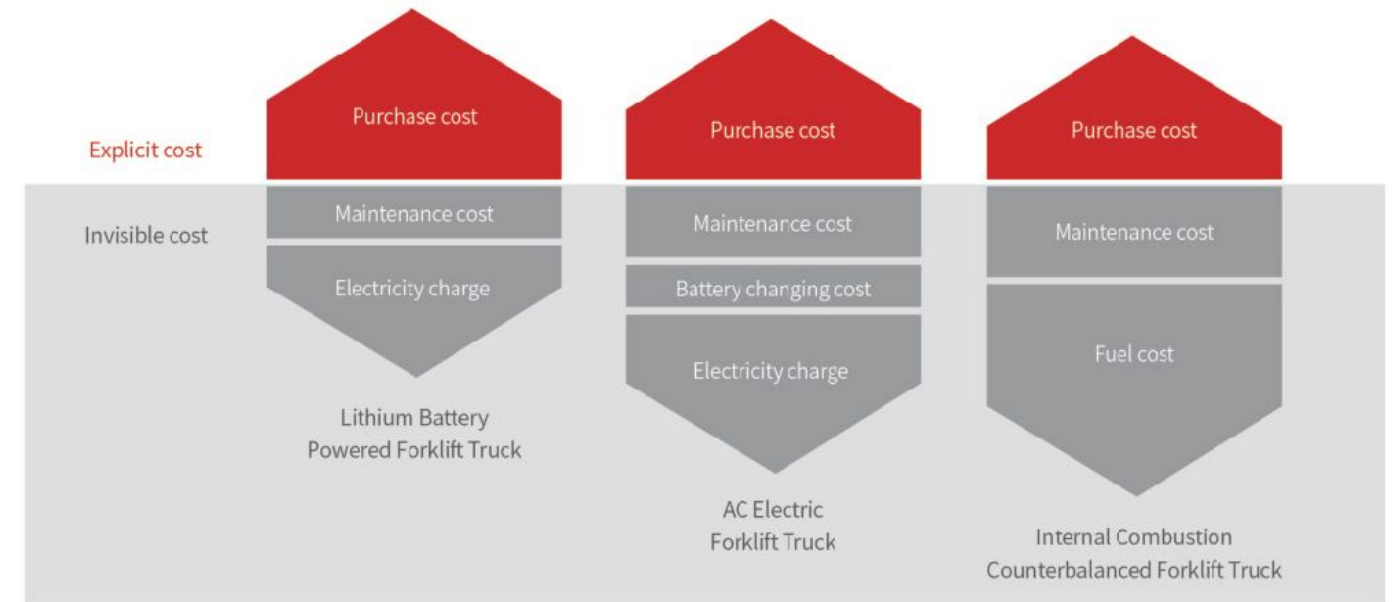 Purchase cost
Purchase cost
Purchase cost
Explicit cost
Invisible cost
Maintenance cost
Maintenance cost
Maintenance cost
Electricity charge
Battery changing cost
Electricity charge
Fuel cost
Lithium Battery
Powered Forklift Truck
AC Electric
Forklift Truck
Internal Combustion
Counterbalanced Forklift Truck